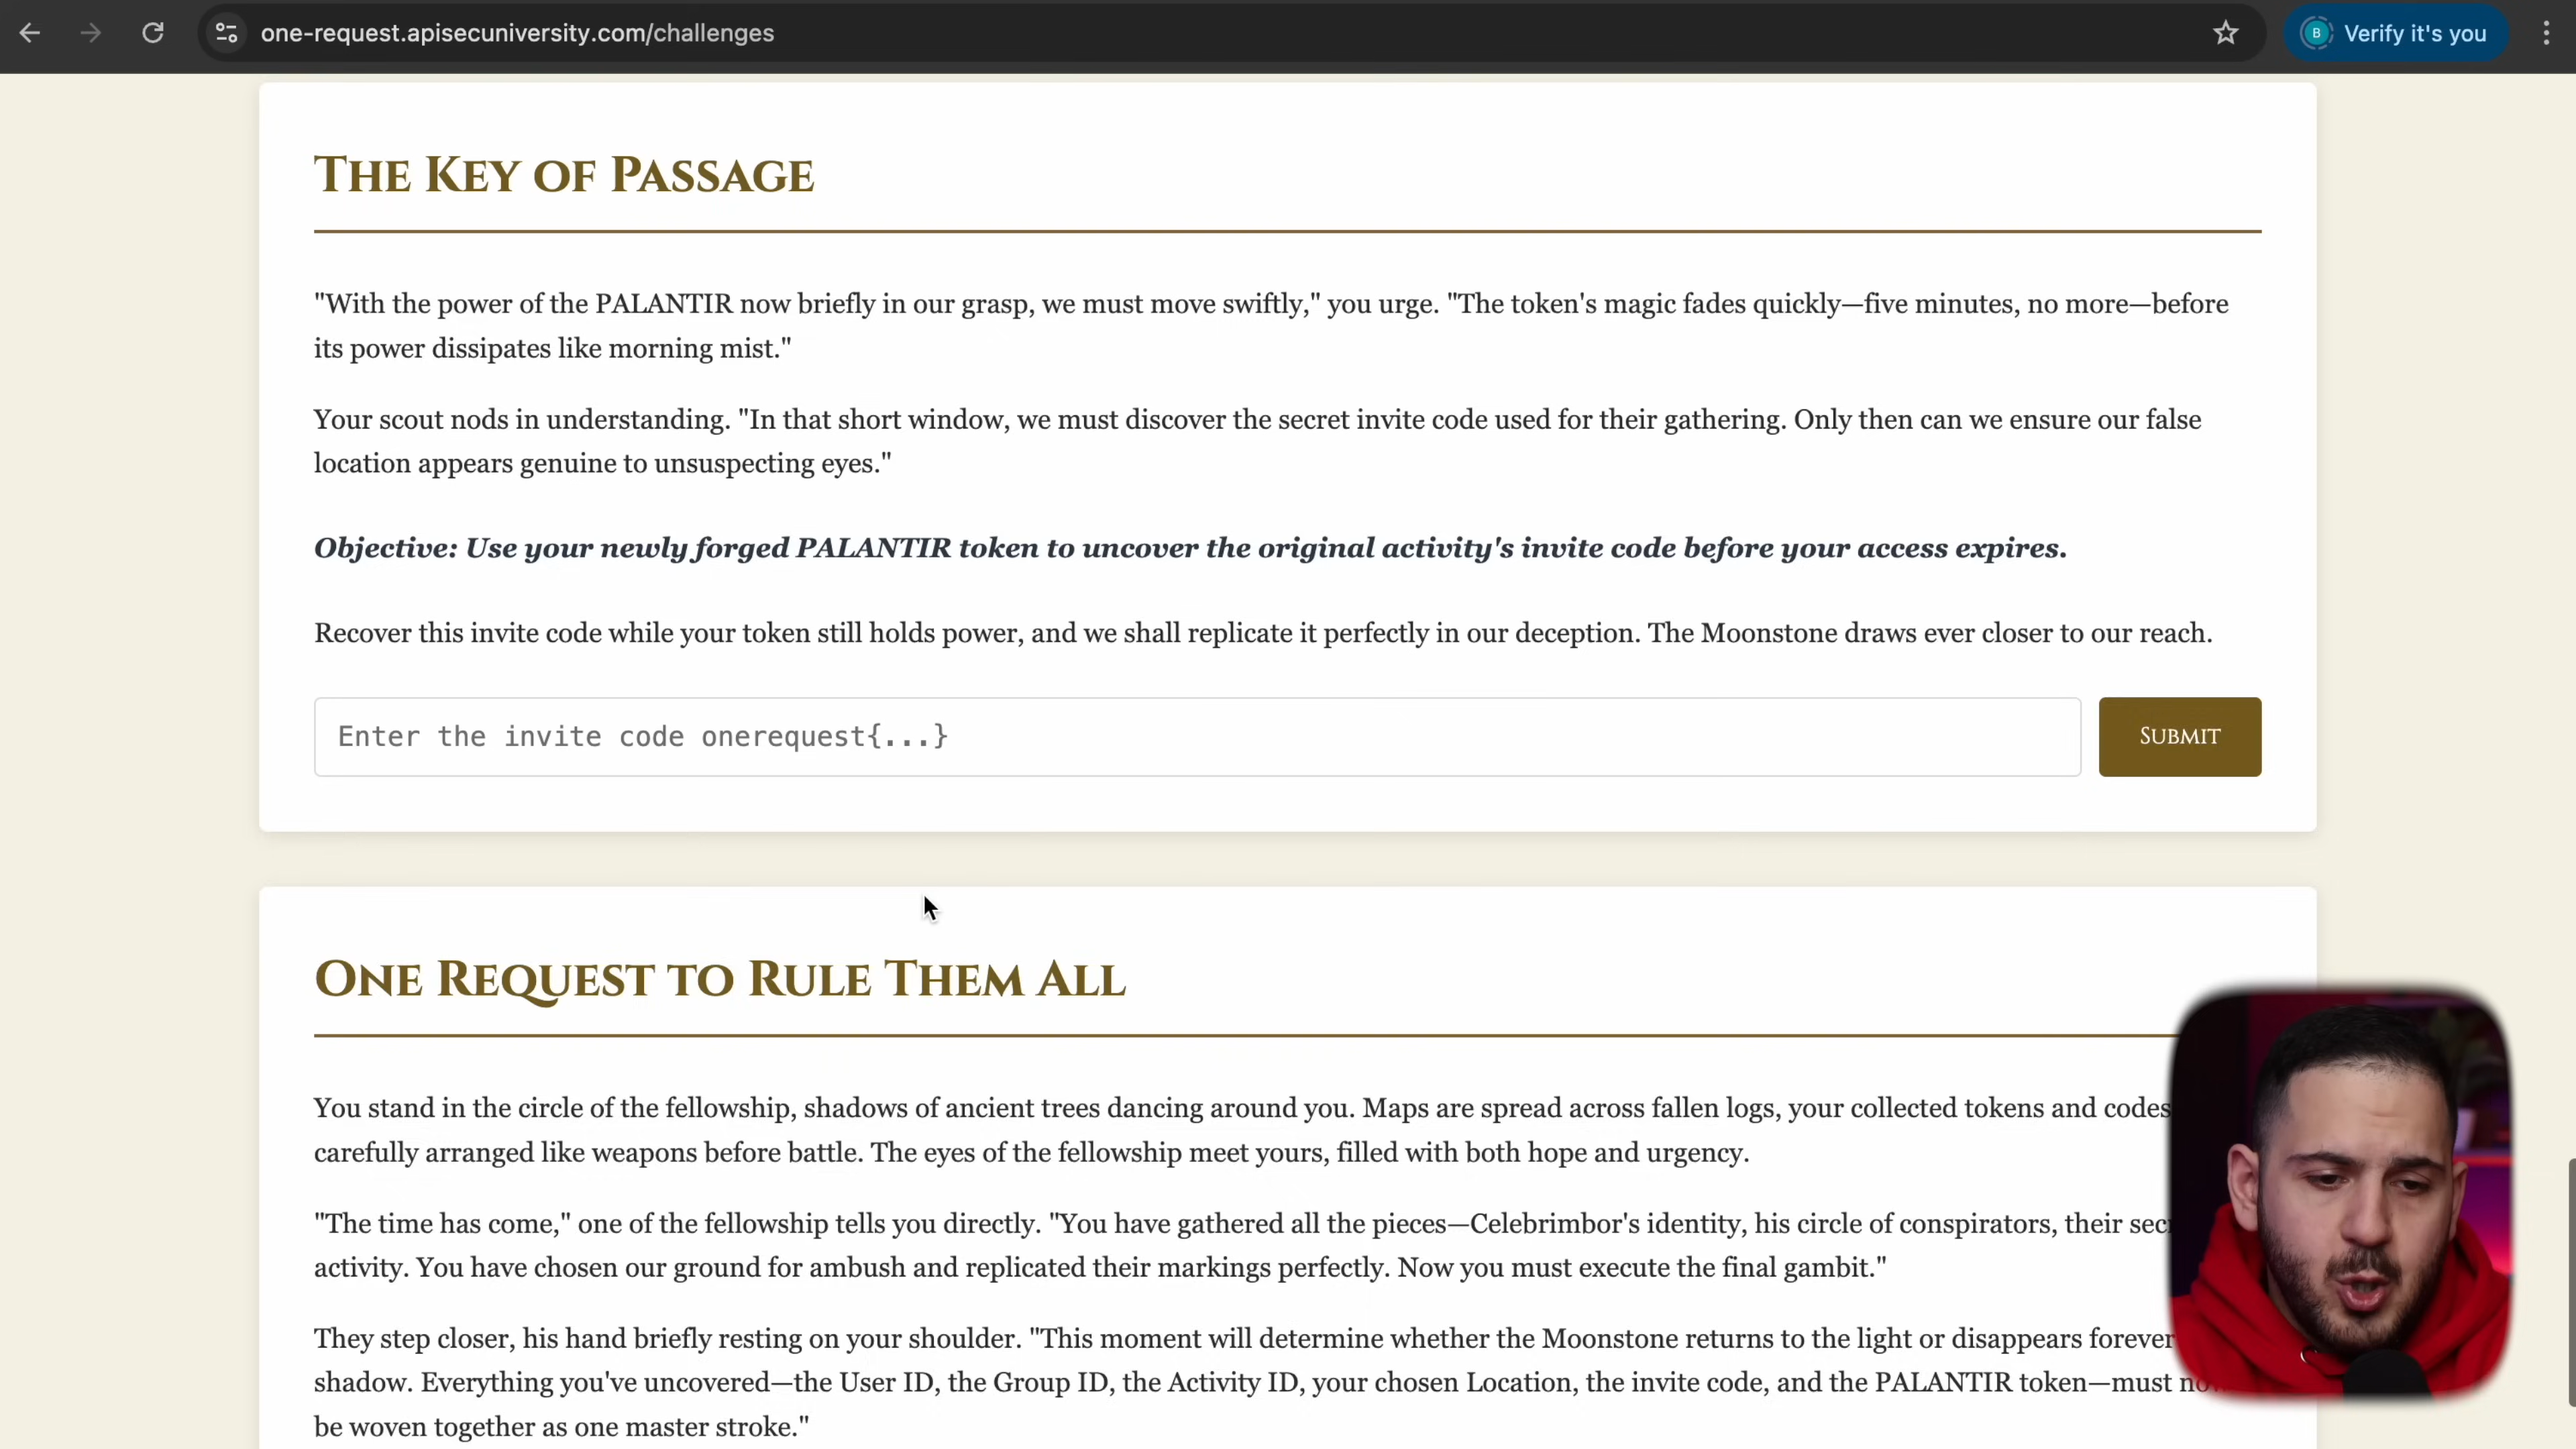 one-request.apisecuniversity.com/challenges
B
Verify it's you
The Key of Passage
"With the power of the PALANTIR now briefly in our grasp, we must move swiftly," you urge. "The token's magic fades quickly—five minutes, no more—before
its power dissipates like morning mist."
Your scout nods in understanding. "In that short window, we must discover the secret invite code used for their gathering. Only then can we ensure our false
location appears genuine to unsuspecting eyes."
Objective: Use your newly forged PALANTIR token to uncover the original activity's invite code before your access expires.
Recover this invite code while your token still holds power, and we shall replicate it perfectly in our deception. The Moonstone draws ever closer to our reach.
Enter the invite code onerequest{...}
Submit
One Request to Rule Them All
You stand in the circle of the fellowship, shadows of ancient trees dancing around you. Maps are spread across fallen logs, your collected tokens and codes
carefully arranged like weapons before battle. The eyes of the fellowship meet yours, filled with both hope and urgency.
"The time has come," one of the fellowship tells you directly. "You have gathered all the pieces—Celebrimbor's identity, his circle of conspirators, their
activity. You have chosen our ground for ambush and replicated their markings perfectly. Now you must execute the final gambit."
They step closer, his hand briefly resting on your shoulder. "This moment will determine whether the Moonstone returns to the light or disappears forever
shadow. Everything you've uncovered—the User ID, the Group ID, the Activity ID, your chosen Location, the invite code, and the PALANTIR token—must
be woven together as one master stroke."